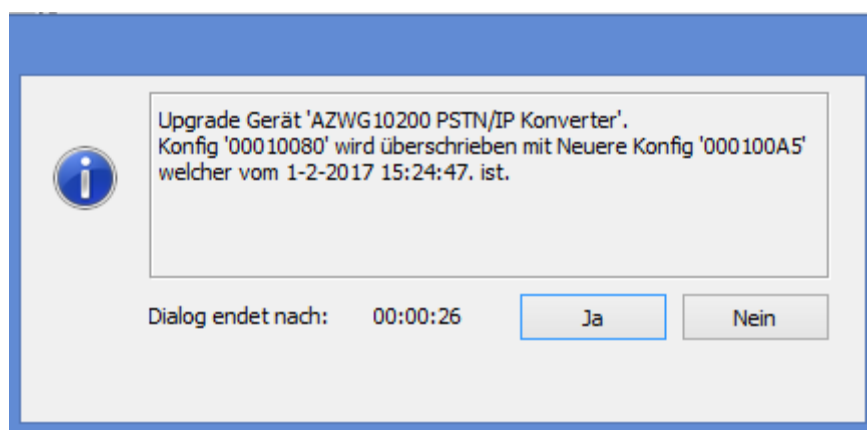 Upgrade Gerät 'AZWG10200 PSTN/IP Konverter'.
Konfig '00010080' wird überschrieben mit Neuere Konfig '000100A5'
welcher vom 1-2-2017 15:24:47. ist.
Dialog endet nach: 00:00:26 Ja Nein